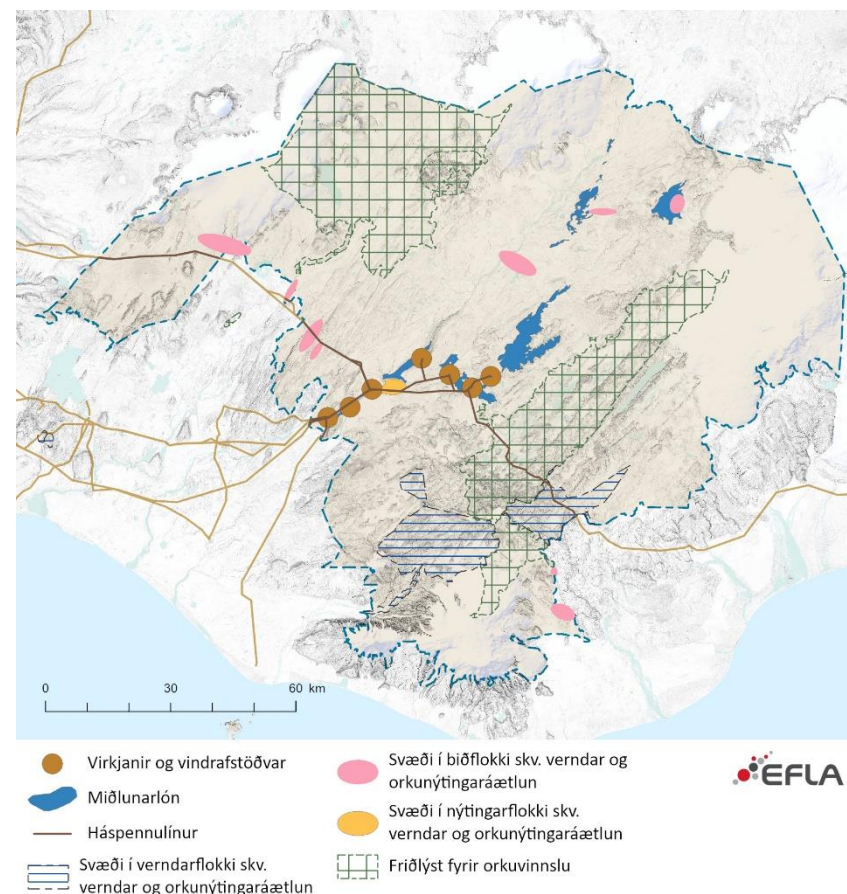 0 30 60 km
Virkjanir og vindrafstöðvar
Miðlunarlón
Háspennulínur
Svæði í verndarflokki skv.
verndar og orkunýtingaráætlun
Svæði í biðflokki skv. verndar og
orkunýtingaráætlun
Svæði í nýtingarflokki skv.
verndar og orkunýtingaráætlun
Friðlýst fyrir orkuvinnslu
EFLA